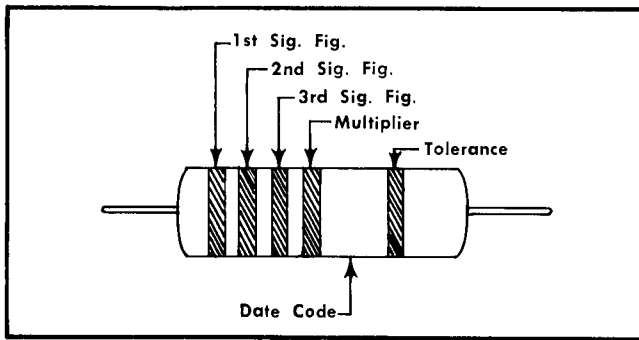 1st Sig. Fig.
2nd Sig. Fig.
3rd Sig. Fig.
Multiplier
Tolerance
Date Code